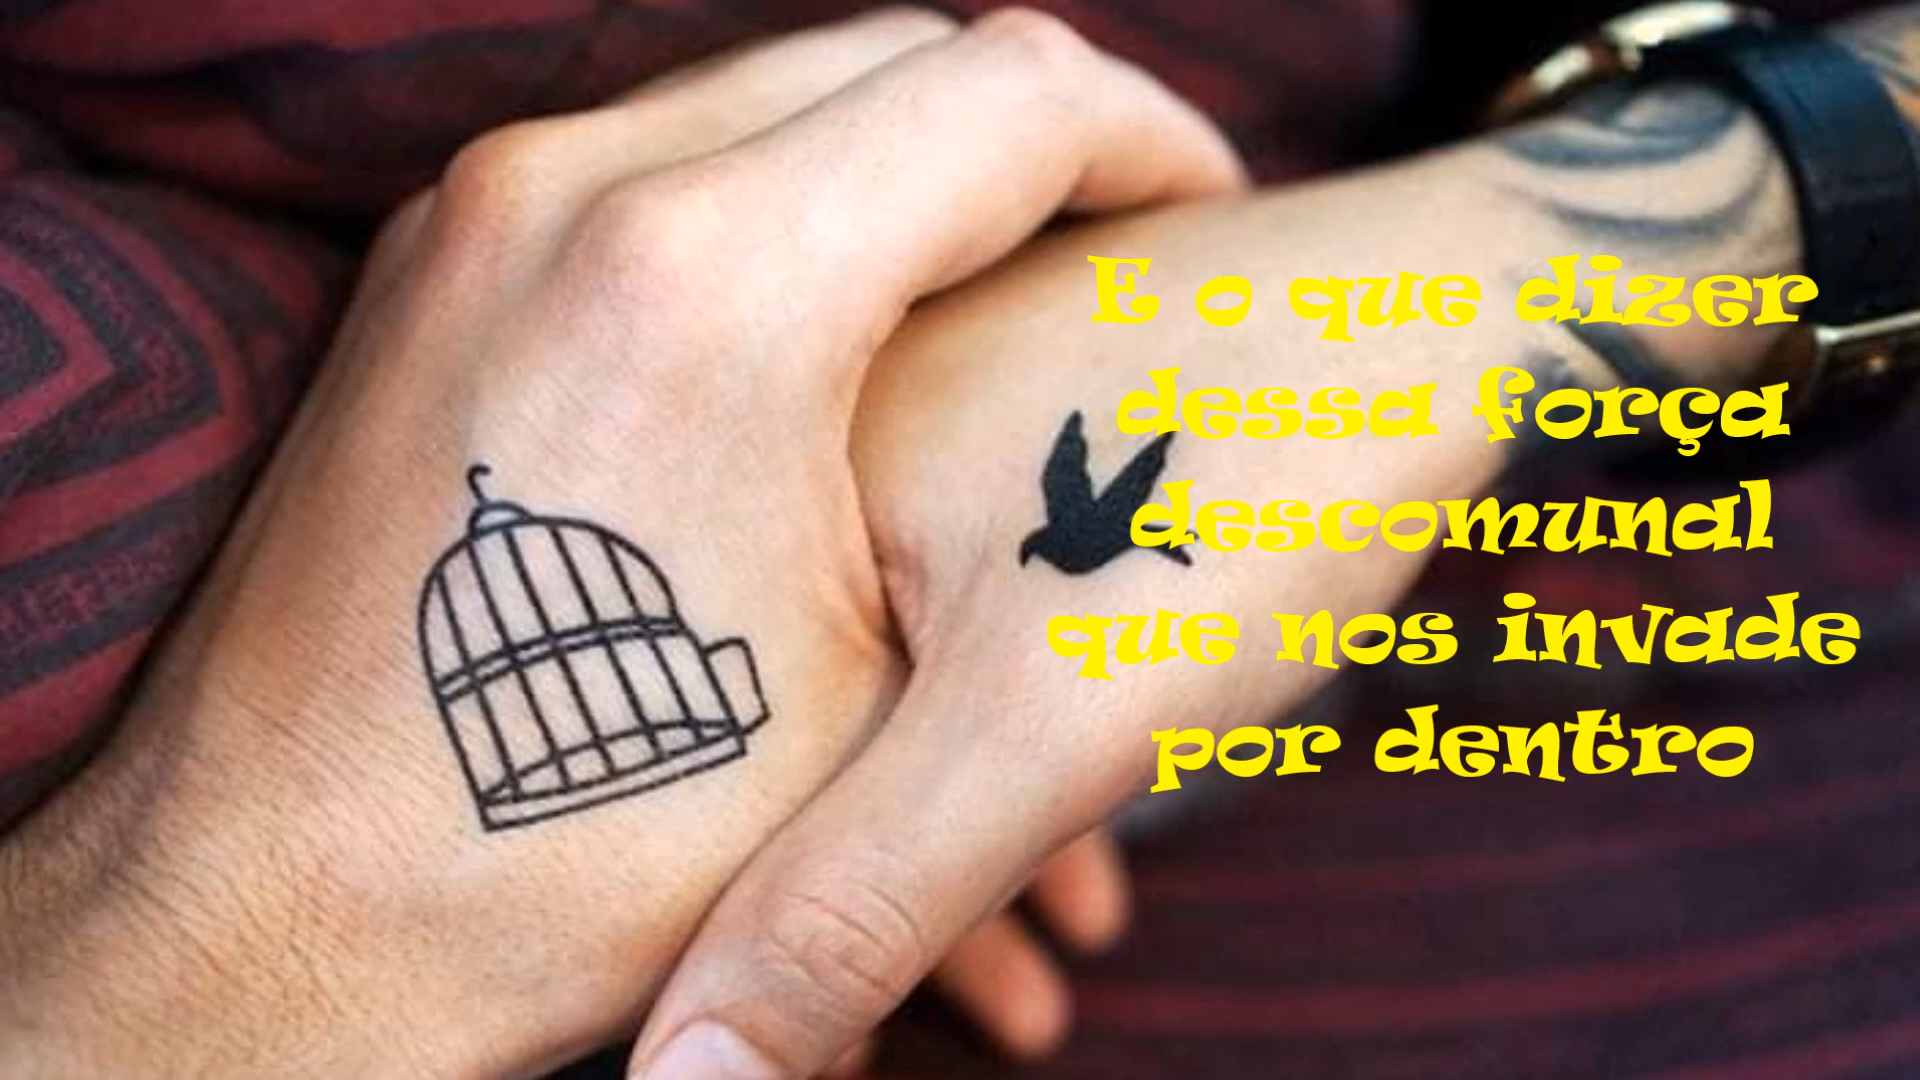 E o que dizer
dessa força
descomunal
que nos invade
por dentro